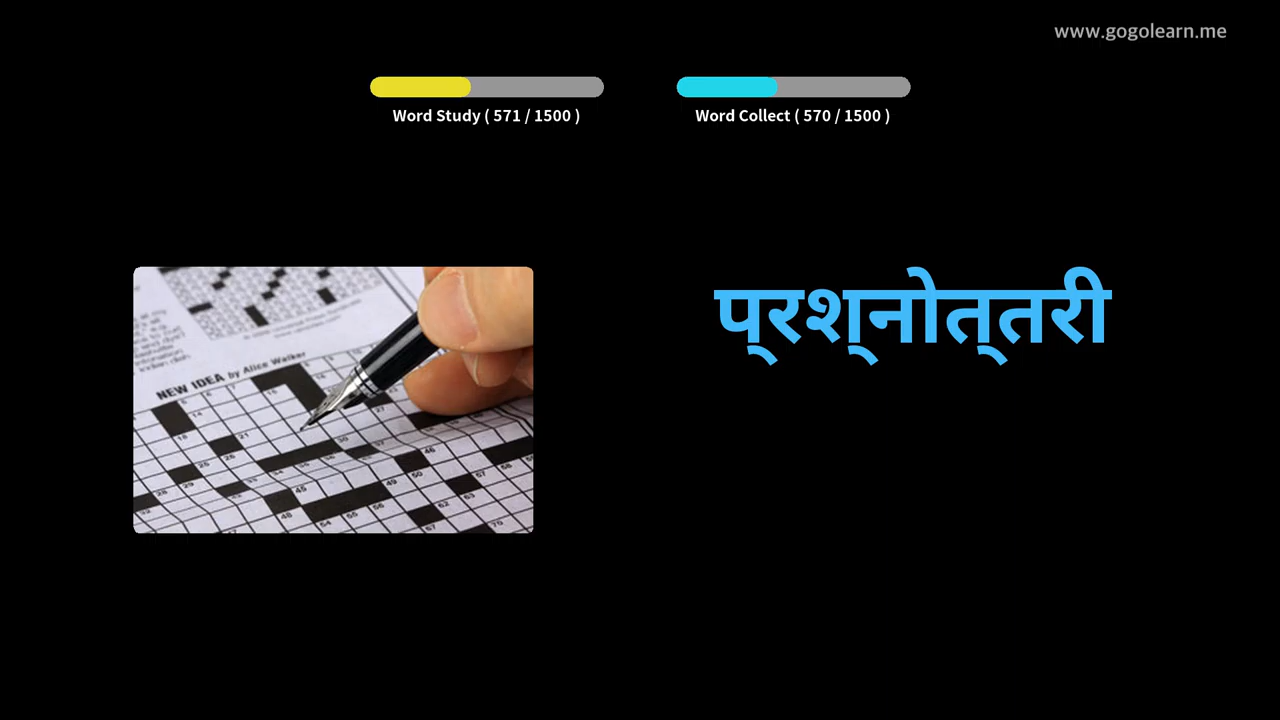 www.gogolearn.me
Word Study ( 571 / 1500 )
Word Collect ( 570 / 1500 )
प्रश्नोत्तरी
NEW IDEA by Alice Walker